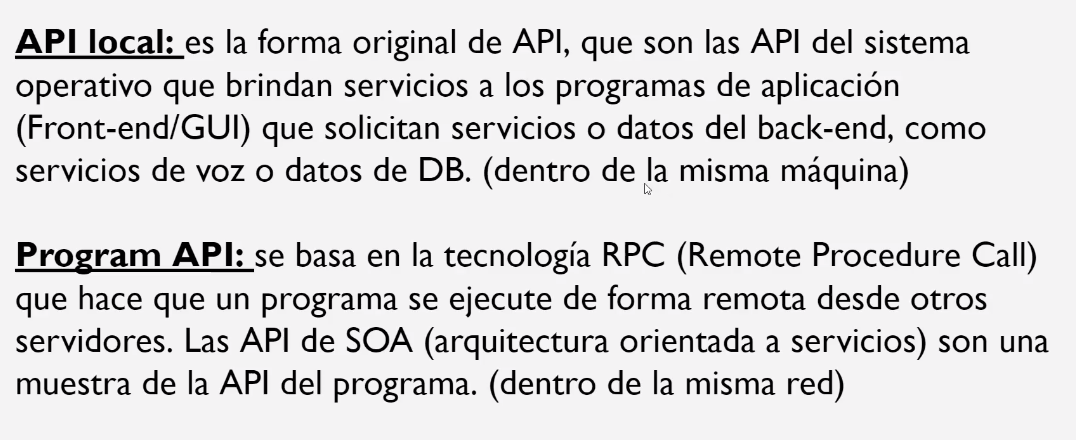 API local: es la forma original de API, que son las API del sistema
operativo que brindan servicios a los programas de aplicación
(Front-end/GUI) que solicitan servicios o datos del back-end, como
servicios de voz o datos de DB. (dentro de la misma máquina)
Program API: se basa en la tecnología RPC (Remote Procedure Call)
que hace que un programa se ejecute de forma remota desde otros
servidores. Las API de SOA (arquitectura orientada a servicios) son una
muestra de la API del programa. (dentro de la misma red)